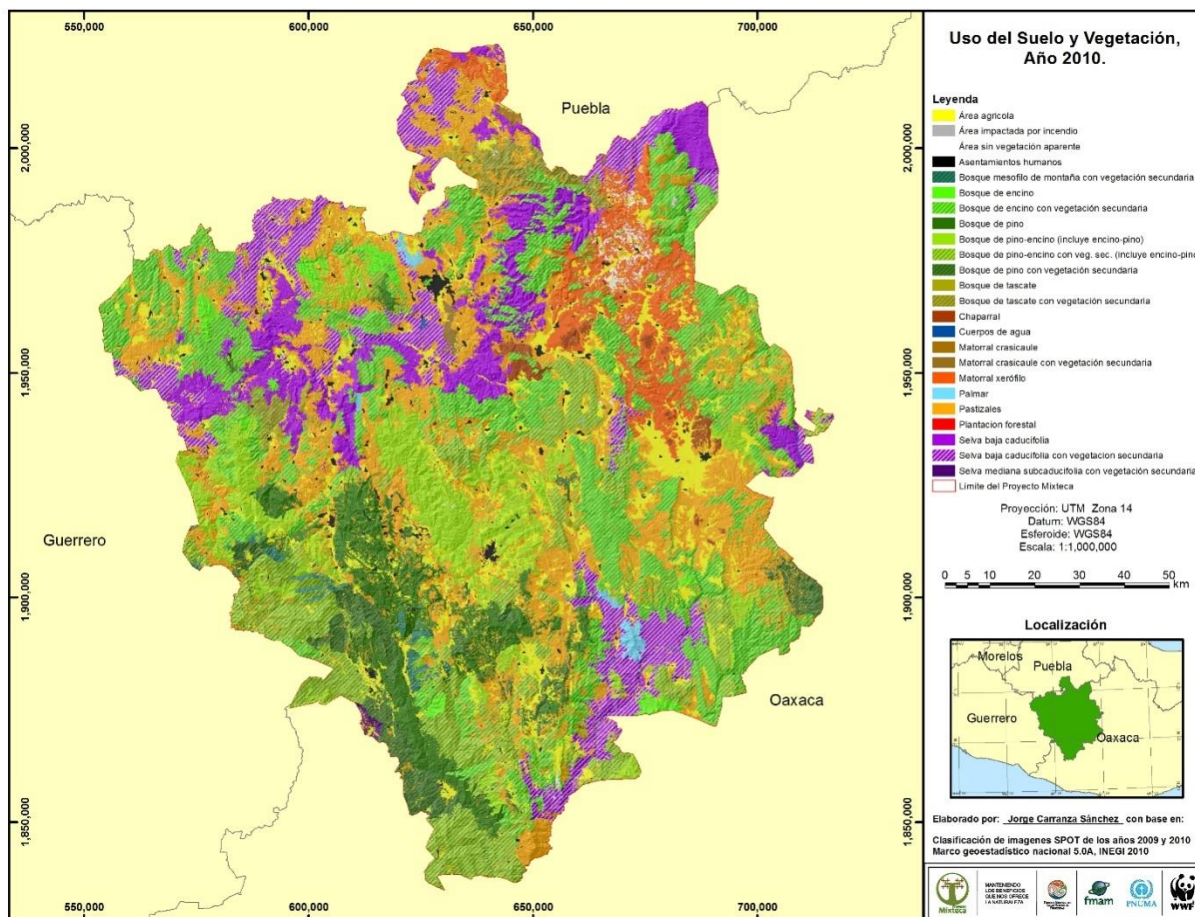 550,000
600,000
650,000
700,000
2,000,000
1,950,000
1,900,000
1,850,000
Puebla
Guerrero
Oaxaca
2,000,000
1,950,000
1,900,000
1,850,000
550,000
600,000
650,000
700,000
Uso del Suelo y Vegetación,
Año 2010.
Leyenda
Área agrícola
Área impactada por incendio
Área sin vegetación aparente
Asentamientos humanos
Bosque mesofilo de montaña con vegetación secundaria
Bosque de encino
Bosque de encino con vegetación secundaria
Bosque de pino
Bosque de pino-encino (incluye encino-pino)
Bosque de pino-encino con veg. sec. (incluye encino-pino
Bosque de pino con vegetación secundaria
Bosque de tascate
Bosque de tascate con vegetación secundaria
Chaparral
Cuerpos de agua
Matorral crasicaule
Matorral crasicaule con vegetación secundaria
Matorral xerófilo
Palmar
Pastizales
Plantacion forestal
Selva baja caducifolia
Selva baja caducifolia con vegetacion secundaria
Selva mediana subcaducifolia con vegetación secundaria
Límite del Proyecto Mixteca
Proyección: UTM Zona 14
Datum: WGS84
Esferoide: WGS84
Escala: 1:1,000,000
0 5 10 20 30 40 50
km
Localización
Morelos
Puebla
Guerrero
Oaxaca
Elaborado por: Jorge Carranza Sánchez con base en:
Clasificación de imagenes SPOT de los años 2009 y 2010
Marco geoestadístico nacional 5.0A, INEGI 2010
Mixteca
MANTENIENDO
LOS BENEFICIOS
QUE NOS OFRECE
LA NATURALEZA
fmam
PNUMA
WWF